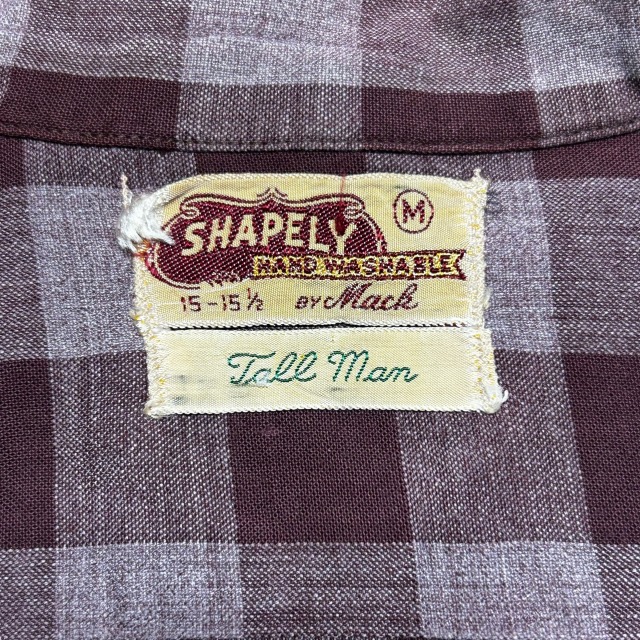 SHAPELY
M
HAND WASHABLE
15-15½ BY Mack
Tall Man